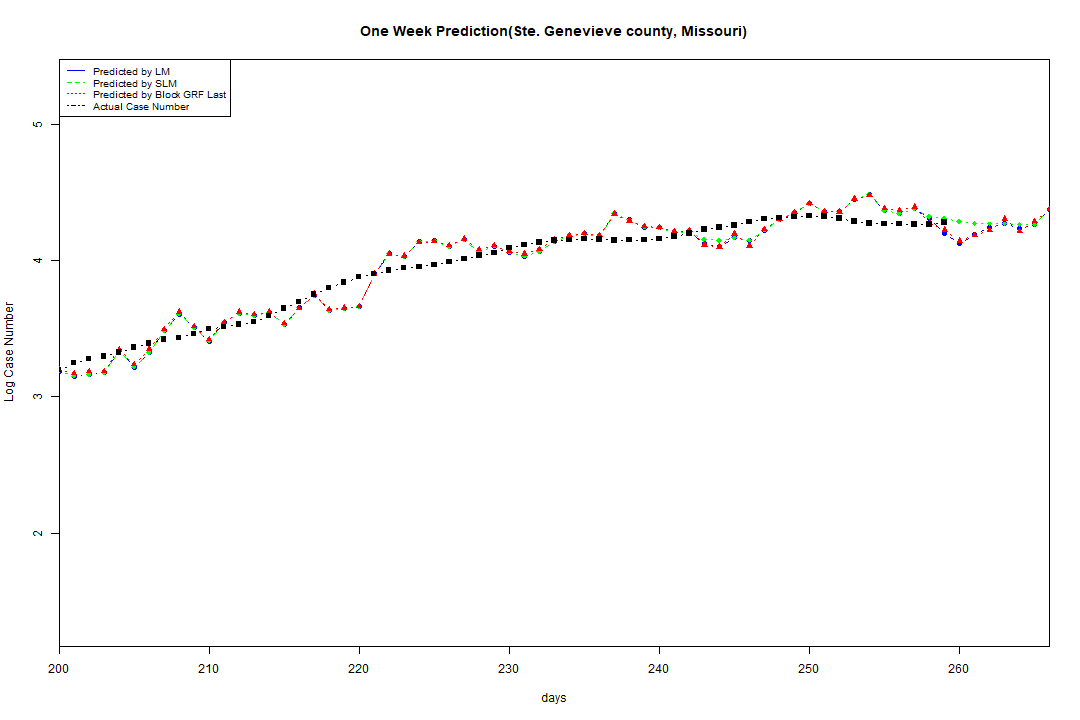 One Week Prediction(Ste. Genevieve county, Missouri)
Predicted by LM
Predicted by SLM
Predicted by Block GRF Last
Actual Case Number
5
4
3
2
Log Case Number
200 210 220 230 240 250 260
days